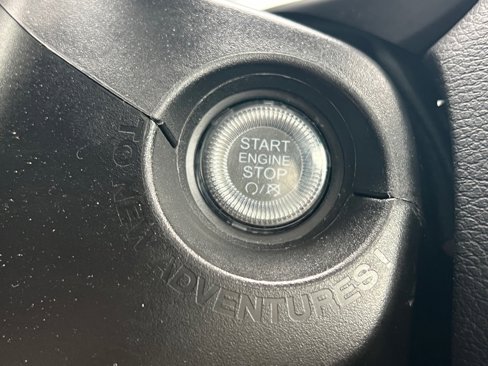 START
ENGINE
STOP
TO NEW ADVENTURES!